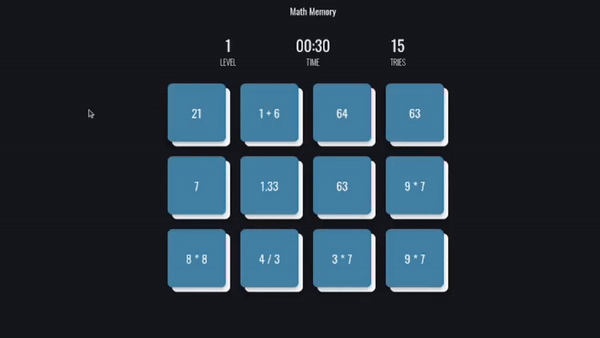 Math Memory
1 00:30 15
LEVEL TIME TRIES
21 1 + 6 64 63
7 1.33 63 9 * 7
8 * 8 4 / 3 3 * 7 9 * 7